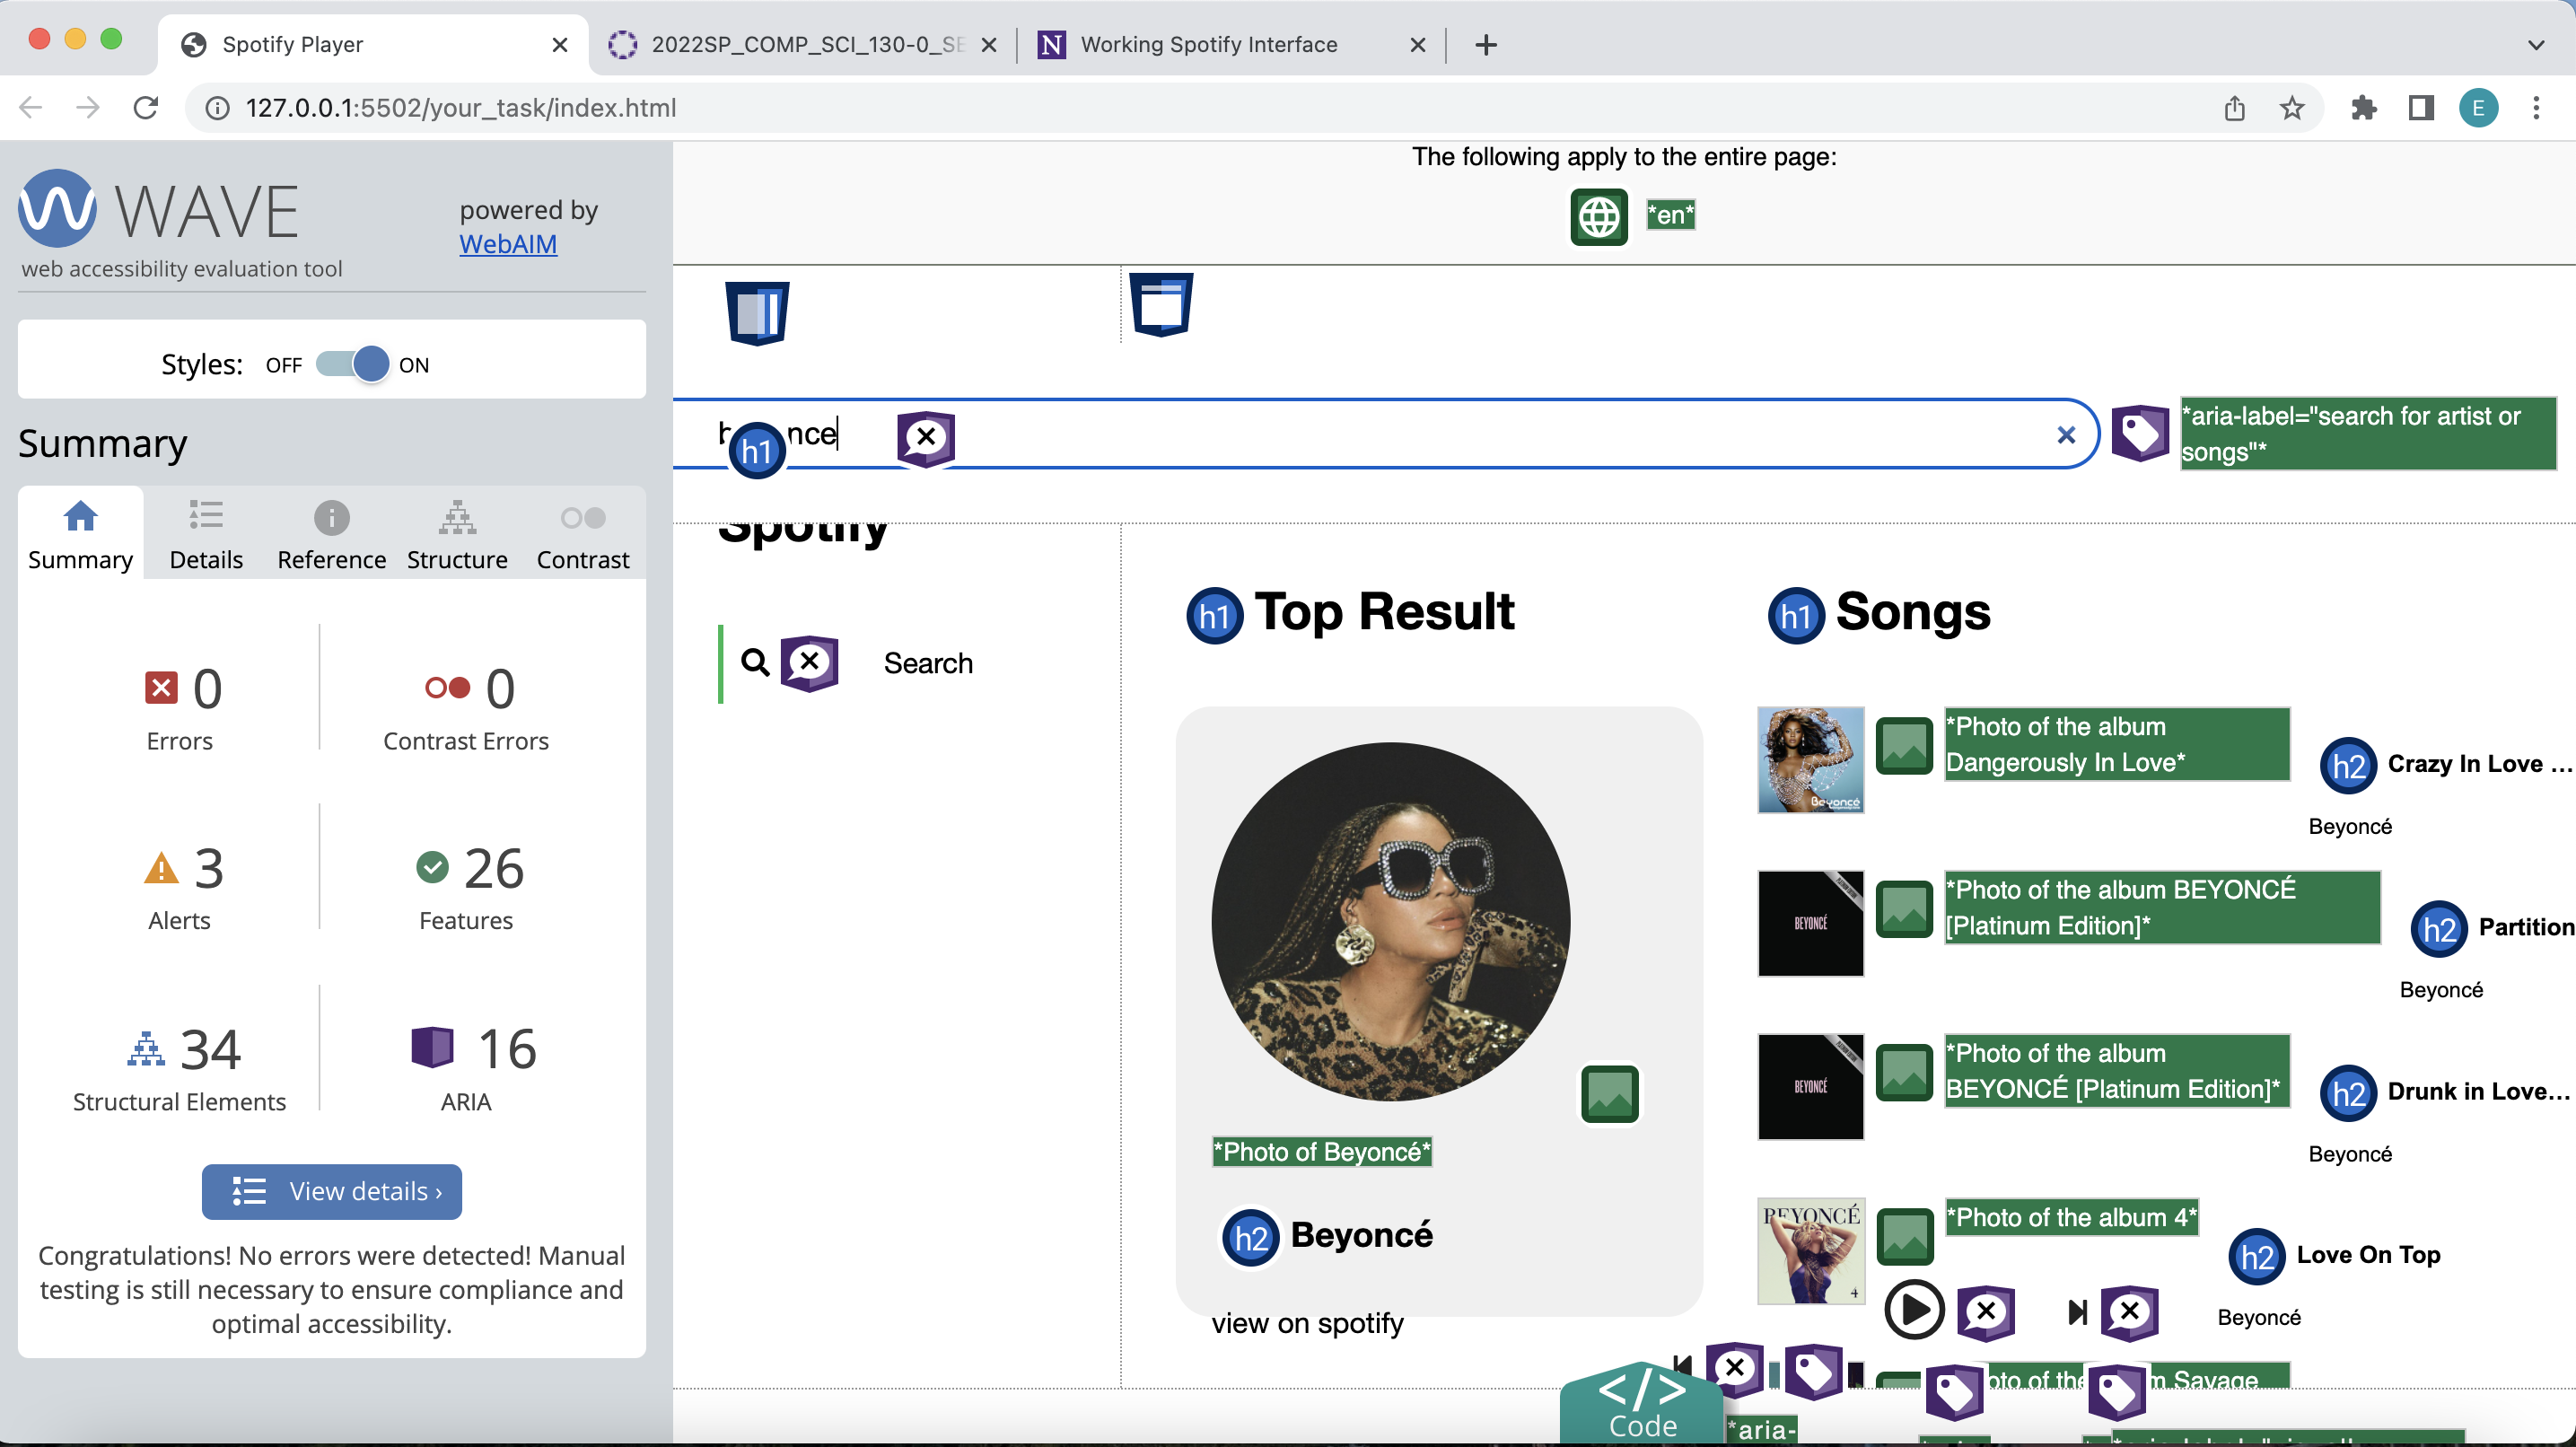 Spotify Player
2022SP_COMP_SCI_130-0_SE
N Working Spotify Interface
127.0.0.1:5502/your_task/index.html
E
WAVE
powered by
WebAIM
web accessibility evaluation tool
Styles: OFF ON
Summary
Summary Details Reference Structure Contrast
0
Errors
0
Contrast Errors
3
Alerts
26
Features
34
Structural Elements
16
ARIA
View details ›
Congratulations! No errors were detected! Manual
testing is still necessary to ensure compliance and
optimal accessibility.
The following apply to the entire page:
*en*
h1
*aria-label="search for artist or
songs"*
Spotify
Search
h1 Top Result
*Photo of Beyoncé*
h2 Beyoncé
view on spotify
h1 Songs
Beyoncé
*Photo of the album
Dangerously In Love*
h2 Crazy In Love ...
Beyoncé
BEYONCÉ
*Photo of the album BEYONCÉ
[Platinum Edition]*
h2 Partition
Beyoncé
BEYONCÉ
*Photo of the album
BEYONCÉ [Platinum Edition]*
h2 Drunk in Love...
Beyoncé
BEYONCÉ
4
*Photo of the album 4*
h2 Love On Top
Beyoncé
Savage
</> Code
*aria-